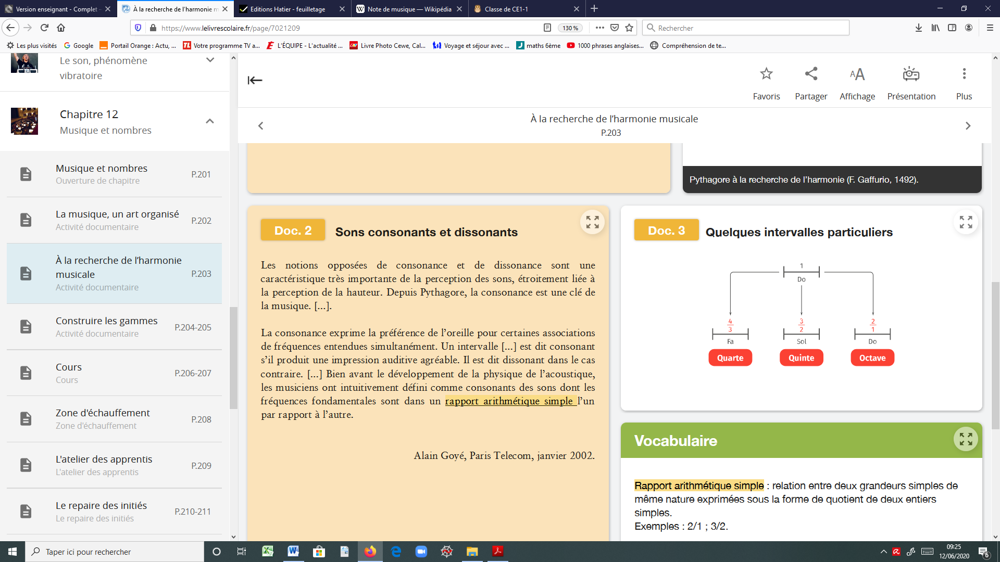 Version enseignant - Complet -
À la recherche de l'harmonie m
Editions Hatier - feuilletage
Note de musique — Wikipédia
Classe de CE1-1
https://www.lelivrescolaire.fr/page/7021209
130 %
Rechercher
Les plus visités
Google
Portail Orange : Actu, ...
Votre programme TV a...
L'ÉQUIPE - L'actualité ...
Livre Photo Cewe, Cal...
Voyage et séjour avec ...
maths 6ème
1000 phrases anglaises...
Compréhension de te...
Le son, phénomène
vibratoire
Chapitre 12
Musique et nombres
Musique et nombres
Ouverture de chapitre
P.201
La musique, un art organisé
Activité documentaire
P.202
À la recherche de l'harmonie
musicale
Activité documentaire
P.203
Construire les gammes
Activité documentaire
P.204-205
Cours
Cours
P.206-207
Zone d'échauffement
Zone d'échauffement
P.208
L'atelier des apprentis
L'atelier des apprentis
P.209
Le repaire des initiés
Le repaire des initiés
P.210-211
Favoris
Partager
AA
Affichage
Présentation
Plus
À la recherche de l'harmonie musicale
P.203
Pythagore à la recherche de l'harmonie (F. Gaffurio, 1492).
Doc. 2 Sons consonants et dissonants
Les notions opposées de consonance et de dissonance sont une
caractéristique très importante de la perception des sons, étroitement liée à
la perception de la hauteur. Depuis Pythagore, la consonance est une clé de
la musique. [...].
La consonance exprime la préférence de l'oreille pour certaines associations
de fréquences entendues simultanément. Un intervalle [...] est dit consonant
s'il produit une impression auditive agréable. Il est dit dissonant dans le cas
contraire. [...] Bien avant le développement de la physique de l'acoustique,
les musiciens ont intuitivement défini comme consonants des sons dont les
fréquences fondamentales sont dans un rapport arithmétique simple l'un
par rapport à l'autre.
Alain Goyé, Paris Telecom, janvier 2002.
Doc. 3 Quelques intervalles particuliers
1
Do
4/3
Fa
Quarte
3/2
Sol
Quinte
2/1
Do
Octave
Vocabulaire
Rapport arithmétique simple : relation entre deux grandeurs simples de
même nature exprimées sous la forme de quotient de deux entiers
simples.
Exemples : 2/1 ; 3/2.
Taper ici pour rechercher
09:25
12/06/2020
6